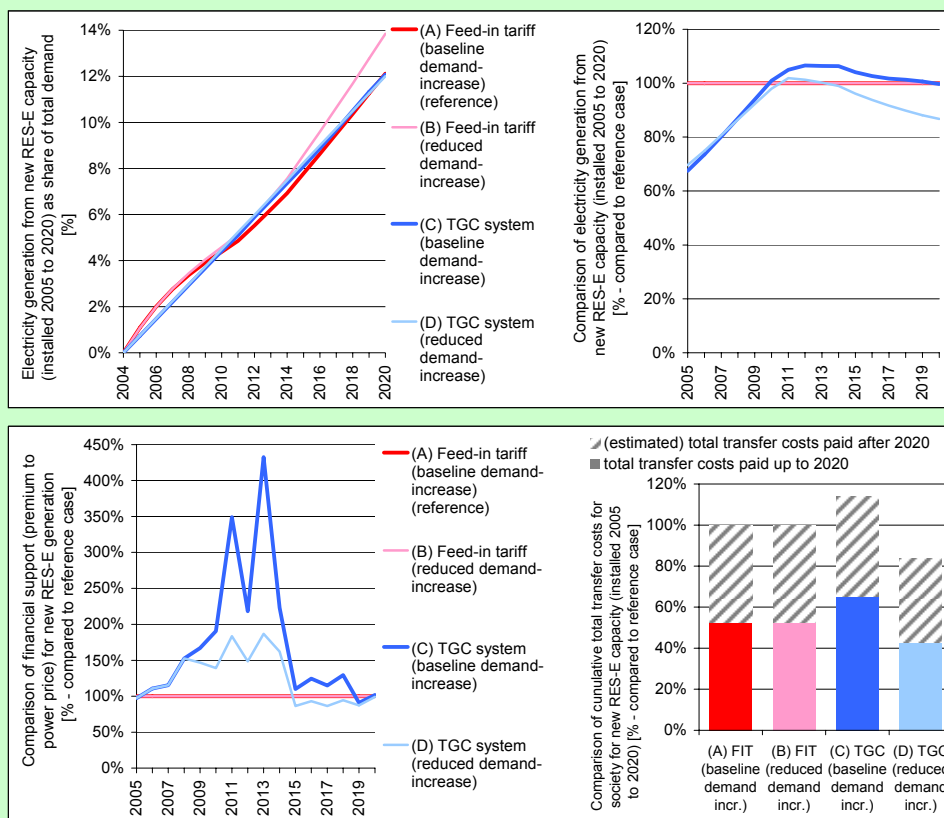 Electricity generation from new RES-E capacity
(installed 2005 to 2020) as share of total demand
[%]
14%
12%
10%
8%
6%
4%
2%
0%
2004
2006
2008
2010
2012
2014
2016
2018
2020
(A) Feed-in tariff
(baseline
demand-
increase)
(reference)
(B) Feed-in tariff
(reduced
demand-
increase)
(C) TGC system
(baseline
demand-
increase)
(D) TGC system
(reduced
demand-
increase)
Comparison of electricity generation from
new RES-E capacity (installed 2005 to 2020)
[% - compared to reference case]
120%
100%
80%
60%
40%
20%
0%
2005
2007
2009
2011
2013
2015
2017
2019
Comparison of financial support (premium to
power price) for new RES-E generation
[% - compared to reference case]
450%
400%
350%
300%
250%
200%
150%
100%
50%
0%
2005
2007
2009
2011
2013
2015
2017
2019
(A) Feed-in tariff
(baseline demand-
increase)
(reference)
(B) Feed-in tariff
(reduced demand-
increase)
(C) TGC system
(baseline demand-
increase)
(D) TGC system
(reduced demand-
increase)
(estimated) total transfer costs paid after 2020
total transfer costs paid up to 2020
Comparison of cunulative total transfer costs for
society for new RES-E capacity (installed 2005
to 2020) [% - compared to reference case]
120%
100%
80%
60%
40%
20%
0%
(A) FIT
(baseline
demand
incr.)
(B) FIT
(reduced
demand
incr.)
(C) TGC
(baseline
demand
incr.)
(D) TGC
(reduced
demand
incr.)